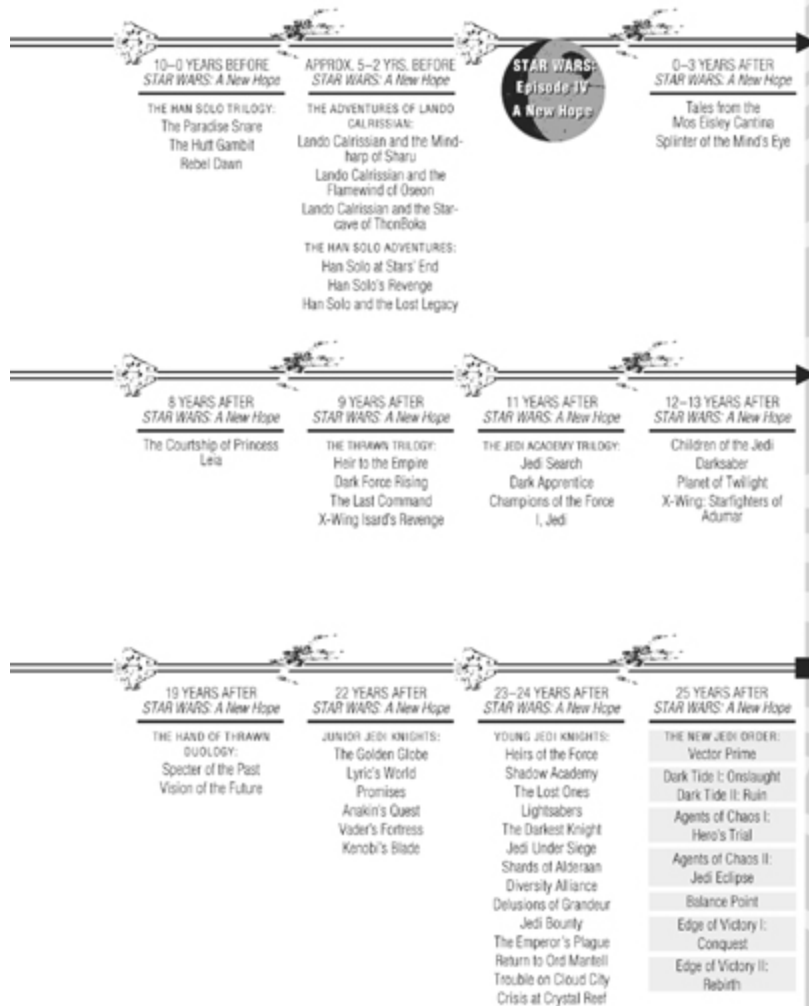 10–0 YEARS BEFORE
STAR WARS: A New Hope
THE HAN SOLO TRILOGY:
The Paradise Snare
The Hutt Gambit
Rebel Dawn
APPROX. 5–2 YRS. BEFORE
STAR WARS: A New Hope
THE ADVENTURES OF LANDO
CALRISSIAN:
Lando Calrissian and the Mind-
harp of Sharu
Lando Calrissian and the
Flamewind of Oseon
Lando Calrissian and the Star-
cave of ThonBoka
THE HAN SOLO ADVENTURES:
Han Solo at Stars' End
Han Solo's Revenge
Han Solo and the Lost Legacy
STAR WARS:
Episode IV
A New Hope
0–3 YEARS AFTER
STAR WARS: A New Hope
Tales from the
Mos Eisley Cantina
Splinter of the Mind's Eye
8 YEARS AFTER
STAR WARS: A New Hope
The Courtship of Princess
Leia
9 YEARS AFTER
STAR WARS: A New Hope
THE THRAWN TRILOGY:
Heir to the Empire
Dark Force Rising
The Last Command
X-Wing Isard's Revenge
11 YEARS AFTER
STAR WARS: A New Hope
THE JEDI ACADEMY TRILOGY:
Jedi Search
Dark Apprentice
Champions of the Force
I, Jedi
12–13 YEARS AFTER
STAR WARS: A New Hope
Children of the Jedi
Darksaber
Planet of Twilight
X-Wing: Starfighters of
Adumar
19 YEARS AFTER
STAR WARS: A New Hope
THE HAND OF THRAWN
DUOLOGY:
Specter of the Past
Vision of the Future
22 YEARS AFTER
STAR WARS: A New Hope
JUNIOR JEDI KNIGHTS:
The Golden Globe
Lyric's World
Promises
Anakin's Quest
Vader's Fortress
Kenobi's Blade
23–24 YEARS AFTER
STAR WARS: A New Hope
YOUNG JEDI KNIGHTS:
Heirs of the Force
Shadow Academy
The Lost Ones
Lightsabers
The Darkest Knight
Jedi Under Siege
Shards of Alderaan
Diversity Alliance
Delusions of Grandeur
Jedi Bounty
The Emperor's Plague
Return to Ord Mantell
Trouble on Cloud City
Crisis at Crystal Reef
25 YEARS AFTER
STAR WARS: A New Hope
THE NEW JEDI ORDER:
Vector Prime
Dark Tide I: Onslaught
Dark Tide II: Ruin
Agents of Chaos I:
Hero's Trial
Agents of Chaos II:
Jedi Eclipse
Balance Point
Edge of Victory I:
Conquest
Edge of Victory II:
Rebirth